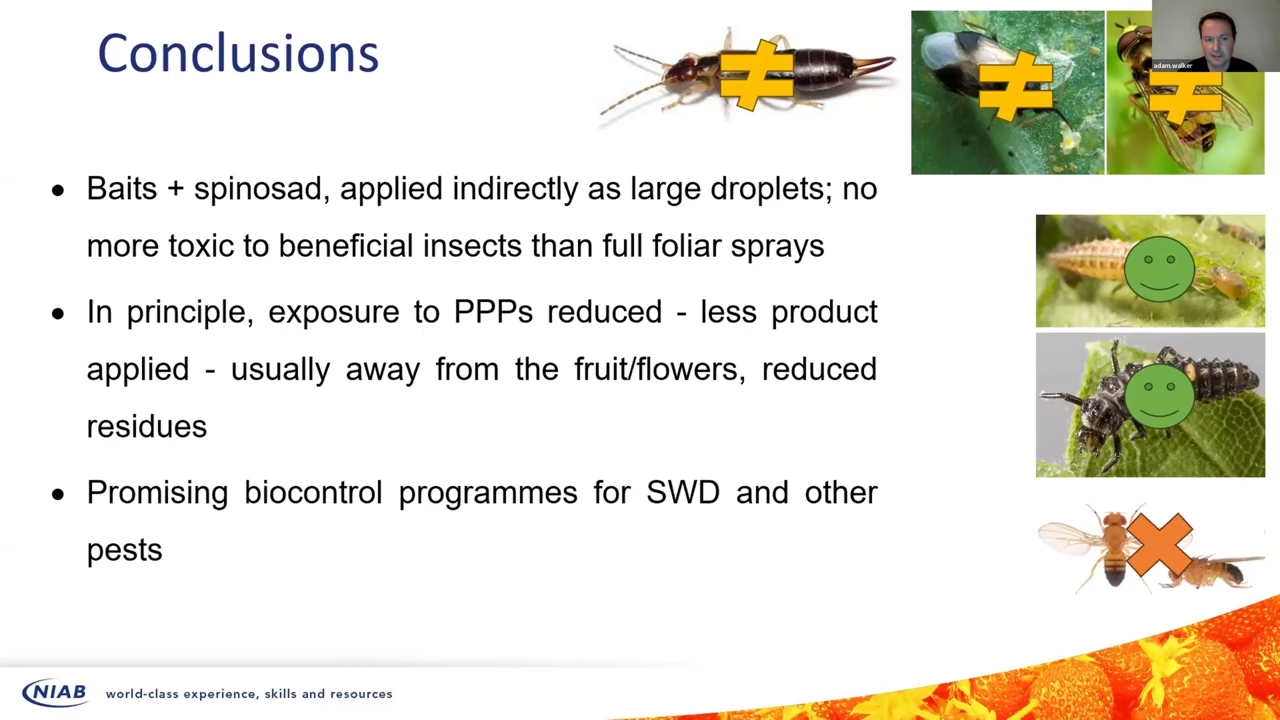 Conclusions
adam.walker
● Baits + spinosad, applied indirectly as large droplets; no
more toxic to beneficial insects than full foliar sprays
● In principle, exposure to PPPs reduced - less product
applied - usually away from the fruit/flowers, reduced
residues
● Promising biocontrol programmes for SWD and other
pests
NIAB
world-class experience, skills and resources